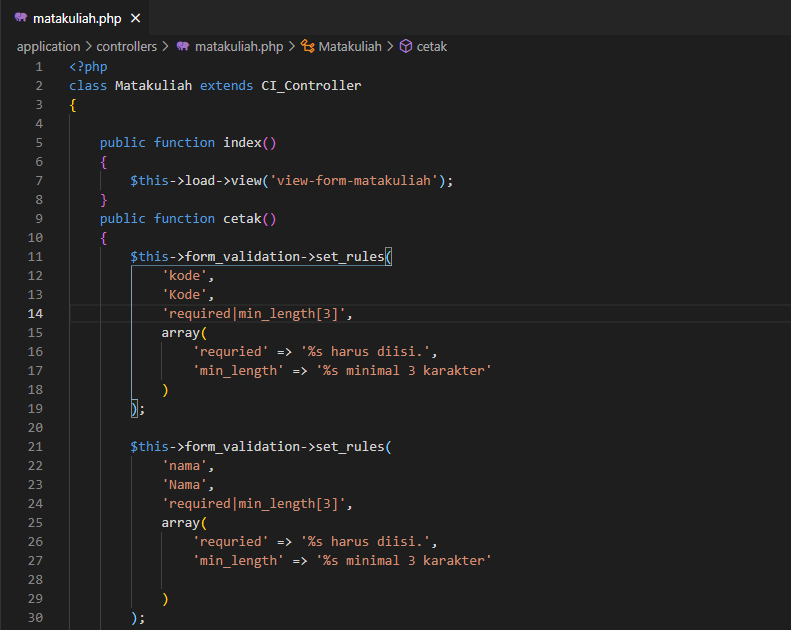 matakuliah.php ×
application > controllers > matakuliah.php > Matakuliah > cetak
1 <?php
2 class Matakuliah extends CI_Controller
3 {
4
5 public function index()
6 {
7 $this->load->view('view-form-matakuliah');
8 }
9 public function cetak()
10 {
11 $this->form_validation->set_rules(
12 'kode',
13 'Kode',
14 'required|min_length[3]',
15 array(
16 'requried' => '%s harus diisi.',
17 'min_length' => '%s minimal 3 karakter'
18 )
19 );
20
21 $this->form_validation->set_rules(
22 'nama',
23 'Nama',
24 'required|min_length[3]',
25 array(
26 'requried' => '%s harus diisi.',
27 'min_length' => '%s minimal 3 karakter'
28
29 )
30 );